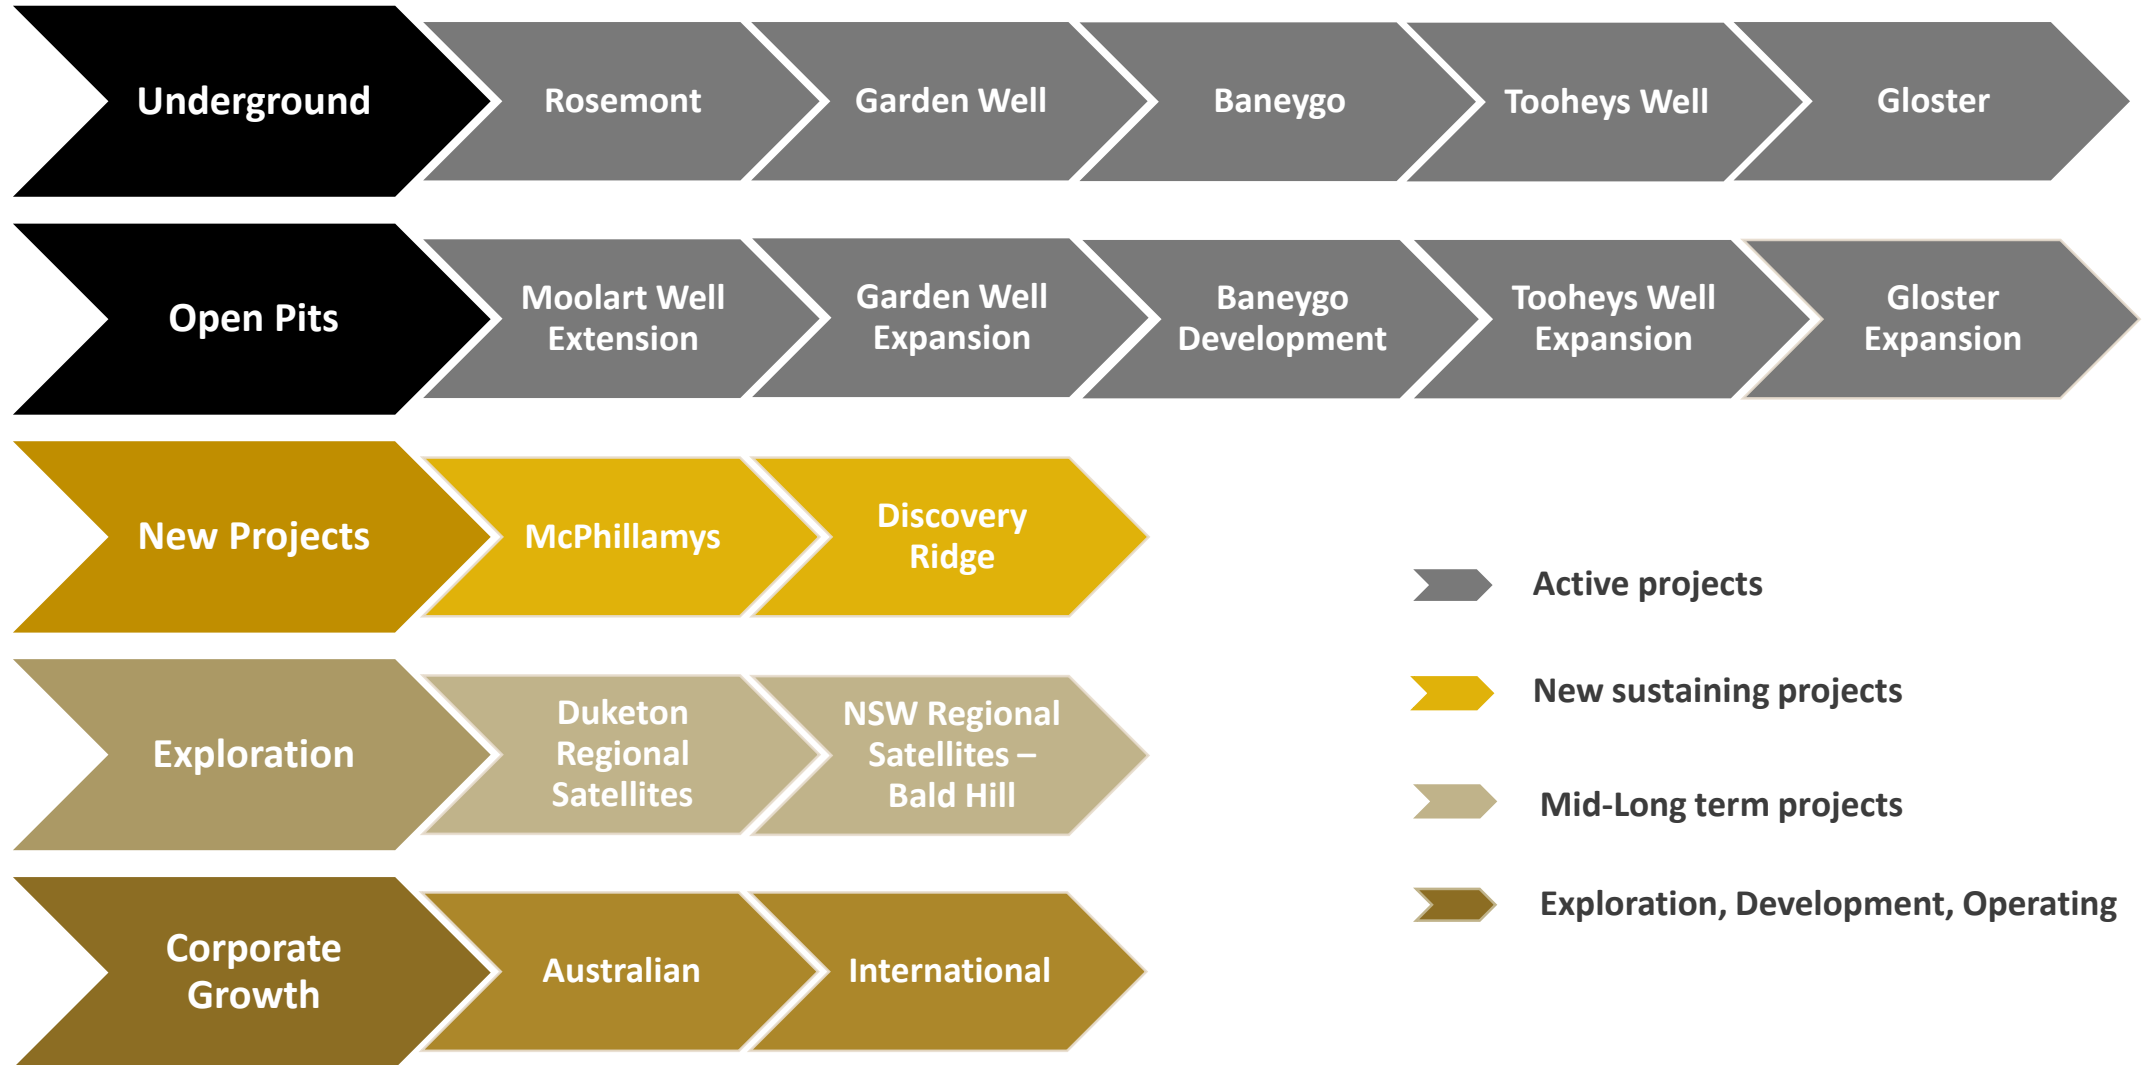 Underground
Rosemont
Garden Well
Baneygo
Tooheys Well
Gloster
Open Pits
Moolart Well
Extension
Garden Well
Expansion
Baneygo
Development
Tooheys Well
Expansion
Gloster
Expansion
New Projects
McPhillamys
Discovery
Ridge
Exploration
Duketon
Regional
Satellites
NSW Regional
Satellites –
Bald Hill
Corporate
Growth
Australian
International
Active projects
New sustaining projects
Mid-Long term projects
Exploration, Development, Operating